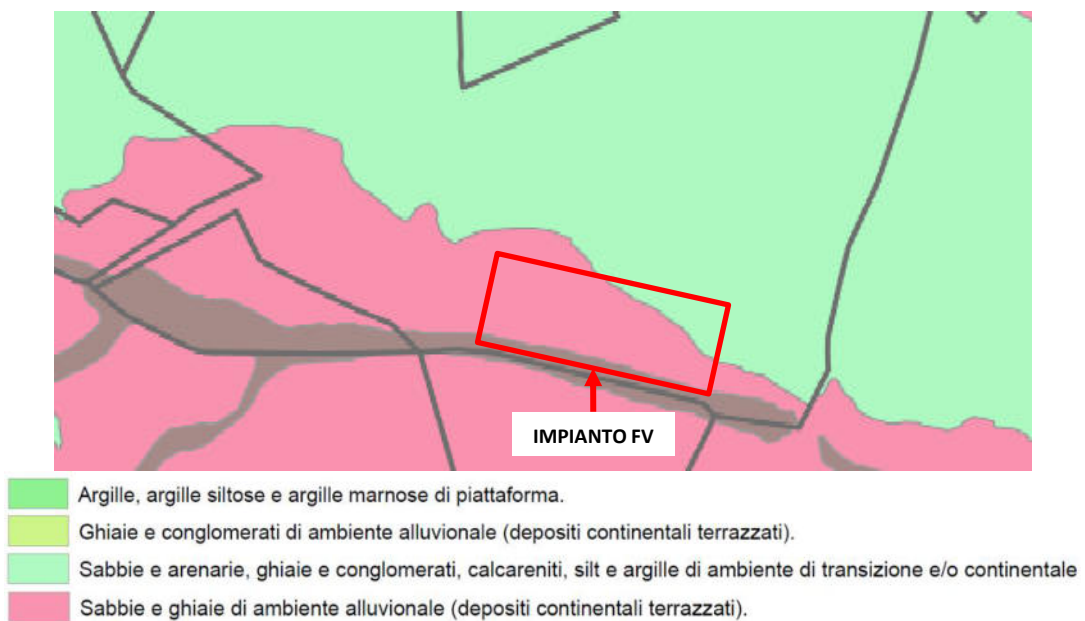 IMPIANTO FV
Argille, argille siltose e argille marnose di piattaforma.
Ghiaie e conglomerati di ambiente alluvionale (depositi continentali terrazzati).
Sabbie e arenarie, ghiaie e conglomerati, calcareniti, silt e argille di ambiente di transizione e/o continentale
Sabbie e ghiaie di ambiente alluvionale (depositi continentali terrazzati).